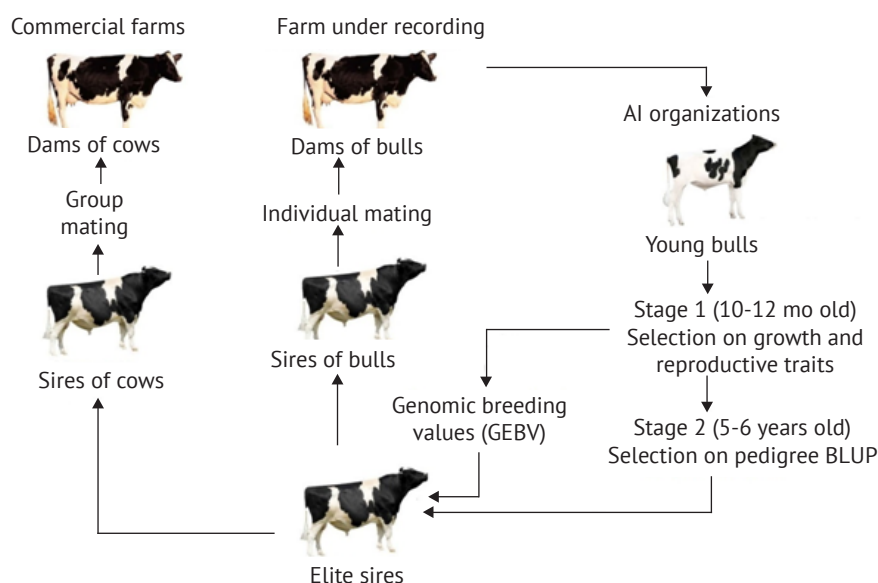 Commercial farms
Farm under recording
AI organizations
Dams of cows
Dams of bulls
Group
mating
Individual mating
Young bulls
Sires of cows
Sires of bulls
Stage 1 (10-12 mo old)
Selection on growth and
reproductive traits
Genomic breeding
values (GEBV)
Stage 2 (5-6 years old)
Selection on pedigree BLUP
Elite sires